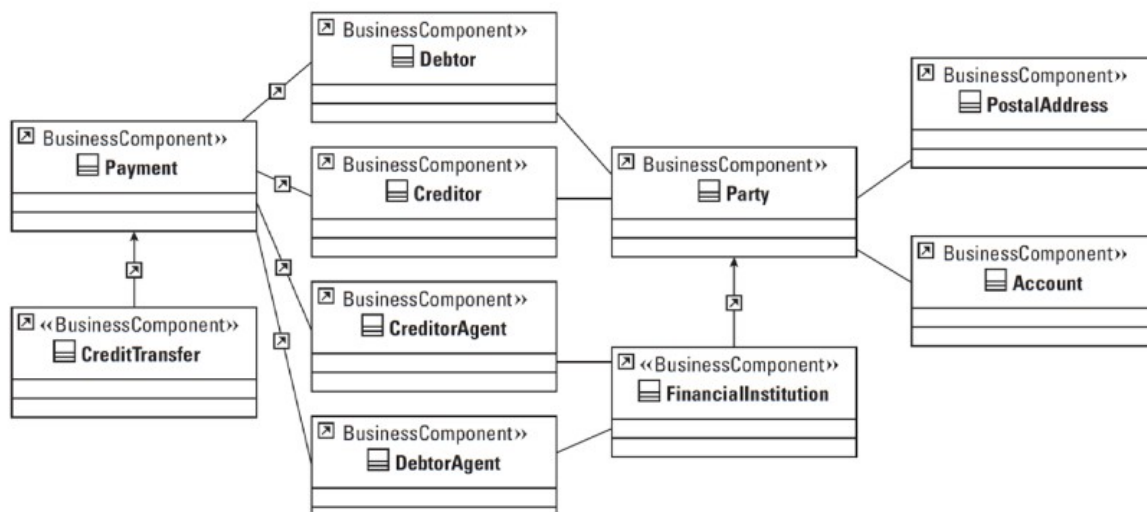 BusinessComponent»
Debtor
BusinessComponent»
PostalAddress
BusinessComponent»
Payment
BusinessComponent»
Creditor
BusinessComponent»
Party
BusinessComponent»
Account
«BusinessComponent»
CreditTransfer
BusinessComponent»
CreditorAgent
«BusinessComponent»
FinancialInstitution
BusinessComponent»
DebtorAgent